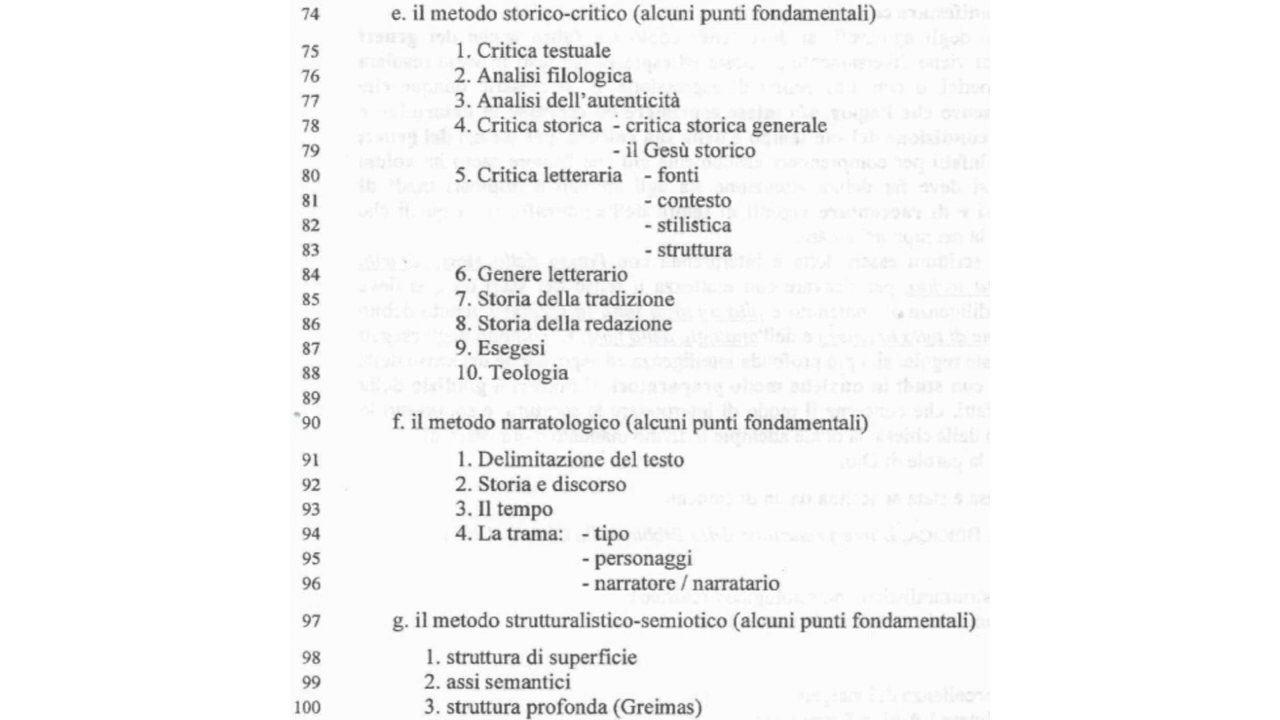 74 e. il metodo storico-critico (alcuni punti fondamentali)
75 1. Critica testuale
76 2. Analisi filologica
77 3. Analisi dell'autenticità
78 4. Critica storica - critica storica generale
79 - il Gesù storico
80 5. Critica letteraria - fonti
81 - contesto
82 - stilistica
83 - struttura
84 6. Genere letterario
85 7. Storia della tradizione
86 8. Storia della redazione
87 9. Esegesi
88 10. Teologia
89
90 f. il metodo narratologico (alcuni punti fondamentali)
91 1. Delimitazione del testo
92 2. Storia e discorso
93 3. Il tempo
94 4. La trama: - tipo
95 - personaggi
96 - narratore / narratario
97 g. il metodo strutturalistico-semiotico (alcuni punti fondamentali)
98 1. struttura di superficie
99 2. assi semantici
100 3. struttura profonda (Greimas)